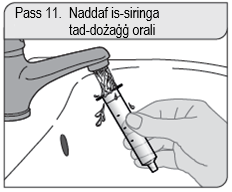 Pass 11. Naddaf is-siringa
tad-dożaġġ orali